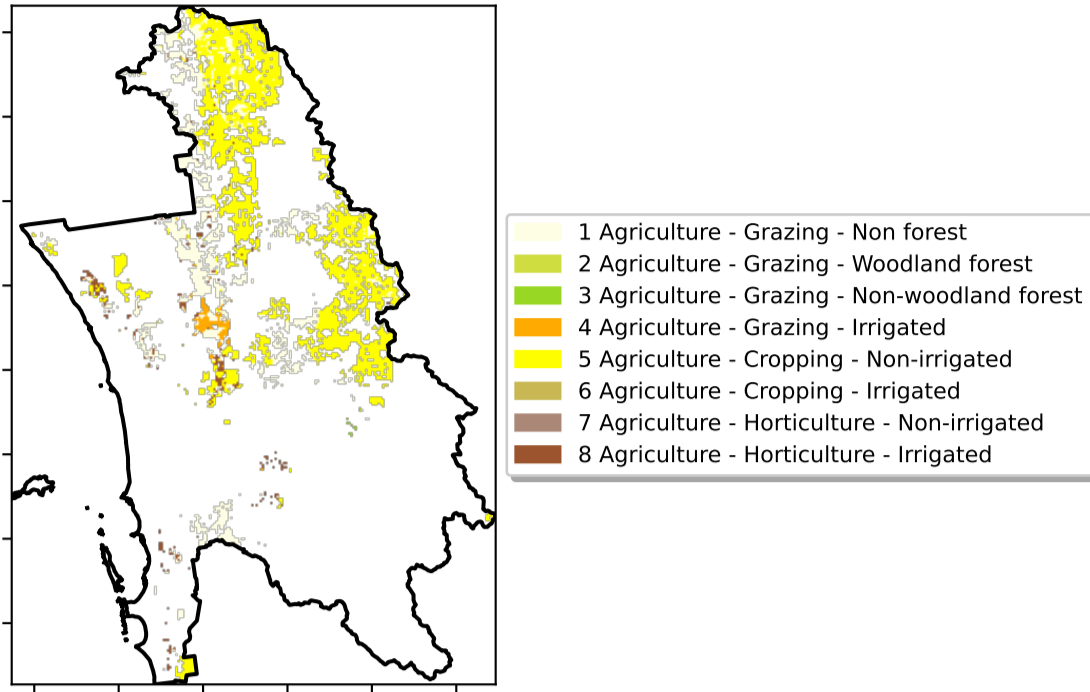 1 Agriculture - Grazing - Non forest
2 Agriculture - Grazing - Woodland forest
3 Agriculture - Grazing - Non-woodland forest
4 Agriculture - Grazing - Irrigated
5 Agriculture - Cropping - Non-irrigated
6 Agriculture - Cropping - Irrigated
7 Agriculture - Horticulture - Non-irrigated
8 Agriculture - Horticulture - Irrigated